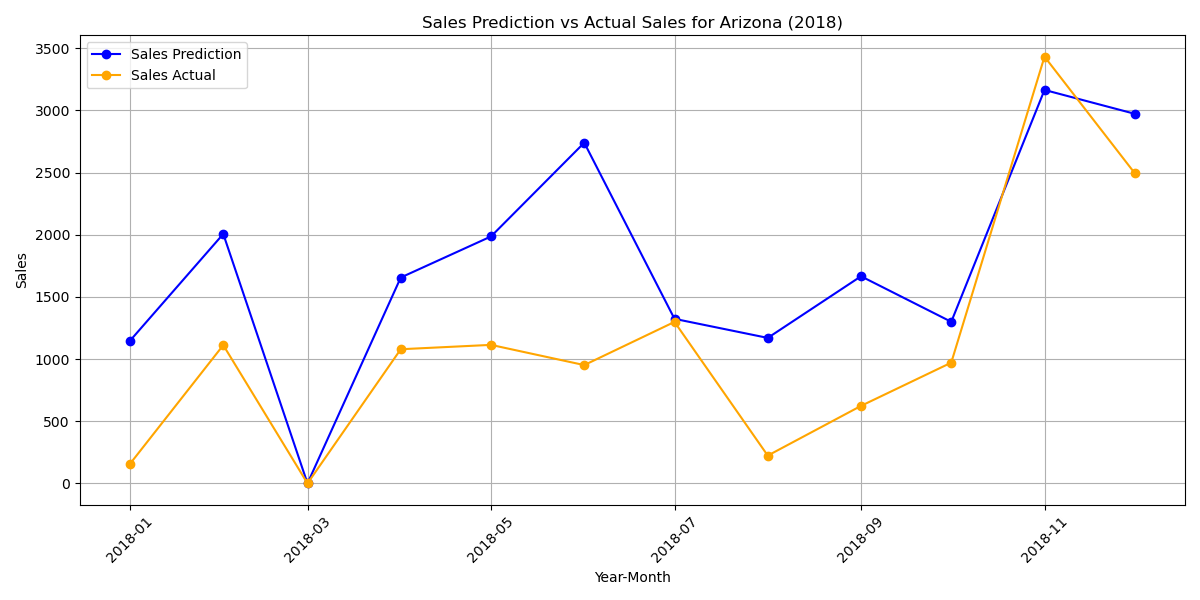 Sales Prediction vs Actual Sales for Arizona (2018)
Sales Prediction
Sales Actual
3500
3000
2500
2000
1500
1000
500
0
Sales
2018-01
2018-03
2018-05
2018-07
2018-09
2018-11
Year-Month